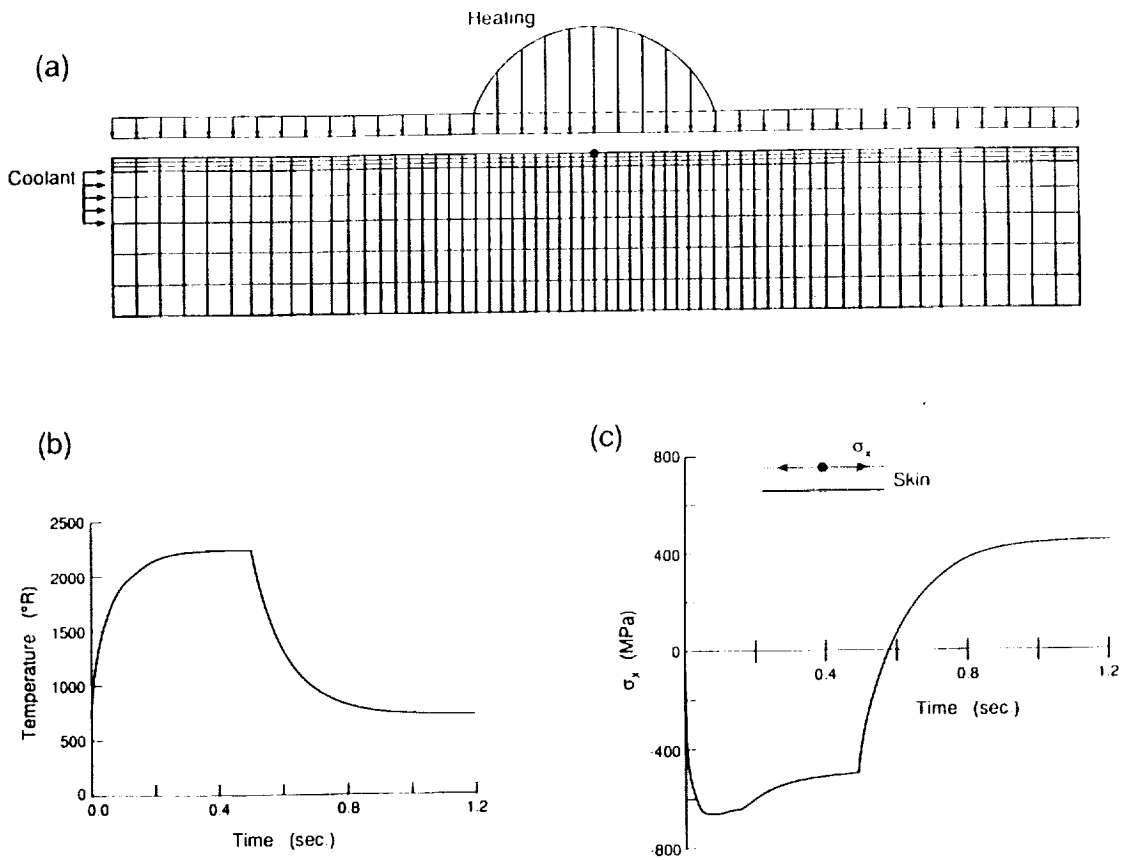 Heating
(a)
Coolant
(b)
2500
2000
1500
1000
500
0
Temperature (°R)
0.0
0.4
0.8
1.2
Time (sec.)
(c)
800
400
0
-400
-800
σx (MPa)
σx
Skin
0.4
0.8
1.2
Time (sec.)